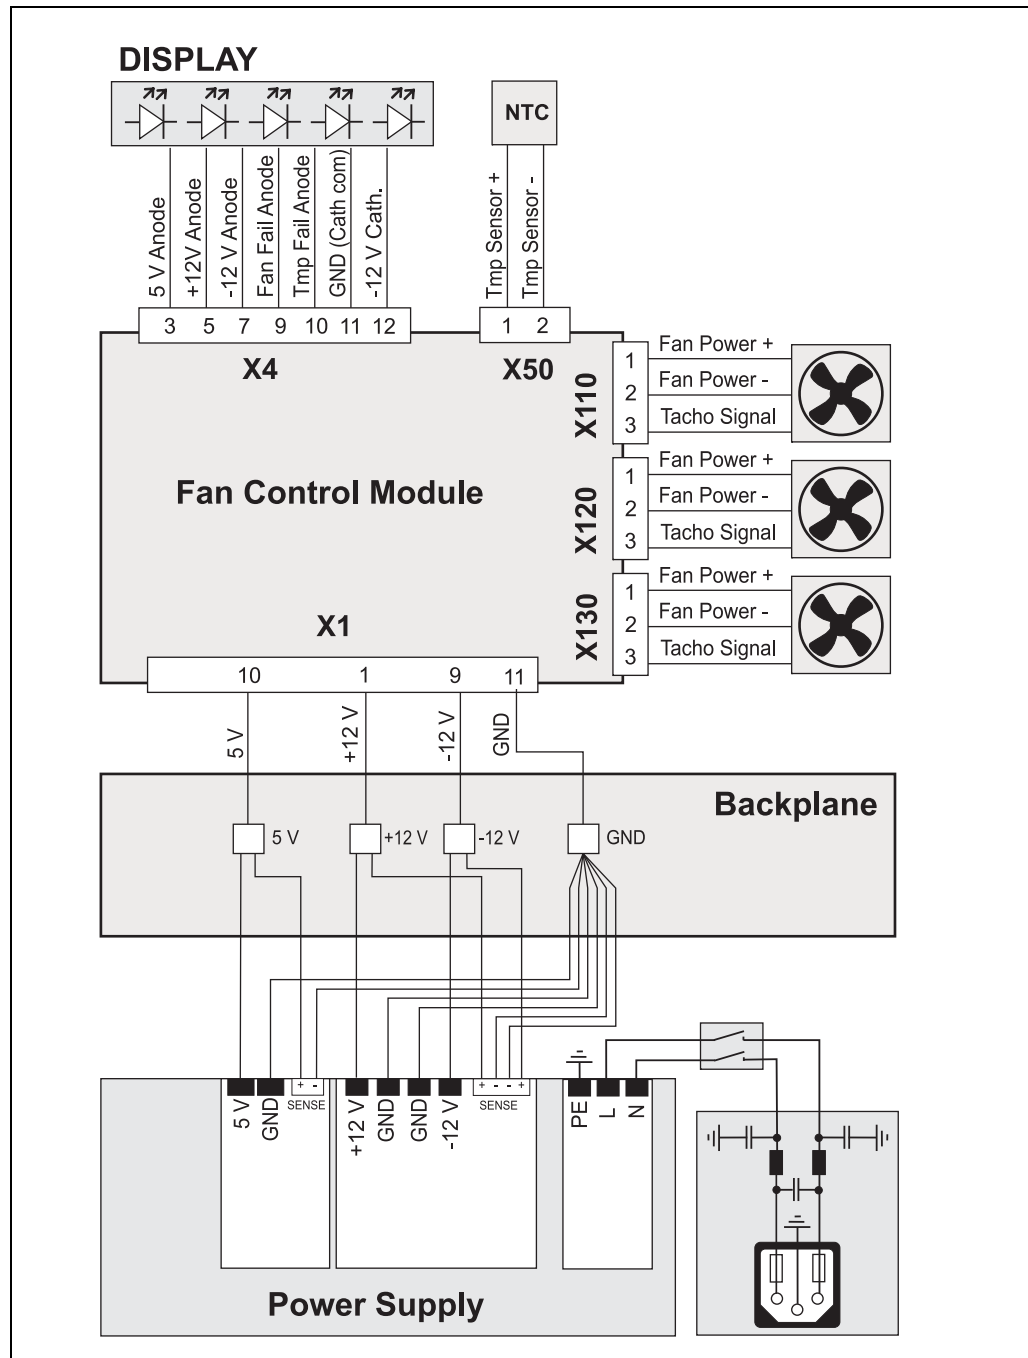 DISPLAY
NTC
5 V Anode
+12V Anode
-12 V Anode
Fan Fail Anode
Tmp Fail Anode
GND (Cath com)
-12 V Cath.
Tmp Sensor +
Tmp Sensor -
3 5 7 9 10 11 12
1 2
X4
X50
X110
1
2
3
Fan Power +
Fan Power -
Tacho Signal
Fan Control Module
X120
1
2
3
Fan Power +
Fan Power -
Tacho Signal
X130
1
2
3
Fan Power +
Fan Power -
Tacho Signal
X1
10 1 9 11
5 V
+12 V
-12 V
GND
Backplane
5 V
+12 V
-12 V
GND
+ -
SENSE
+ - - +
SENSE
5 V
GND
+12 V
GND
GND
-12 V
PE
L
N
Power Supply